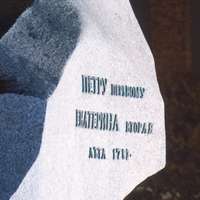 ПЕТРУ первому
ЕКАТЕРИНА вторая
лѣта 1782.